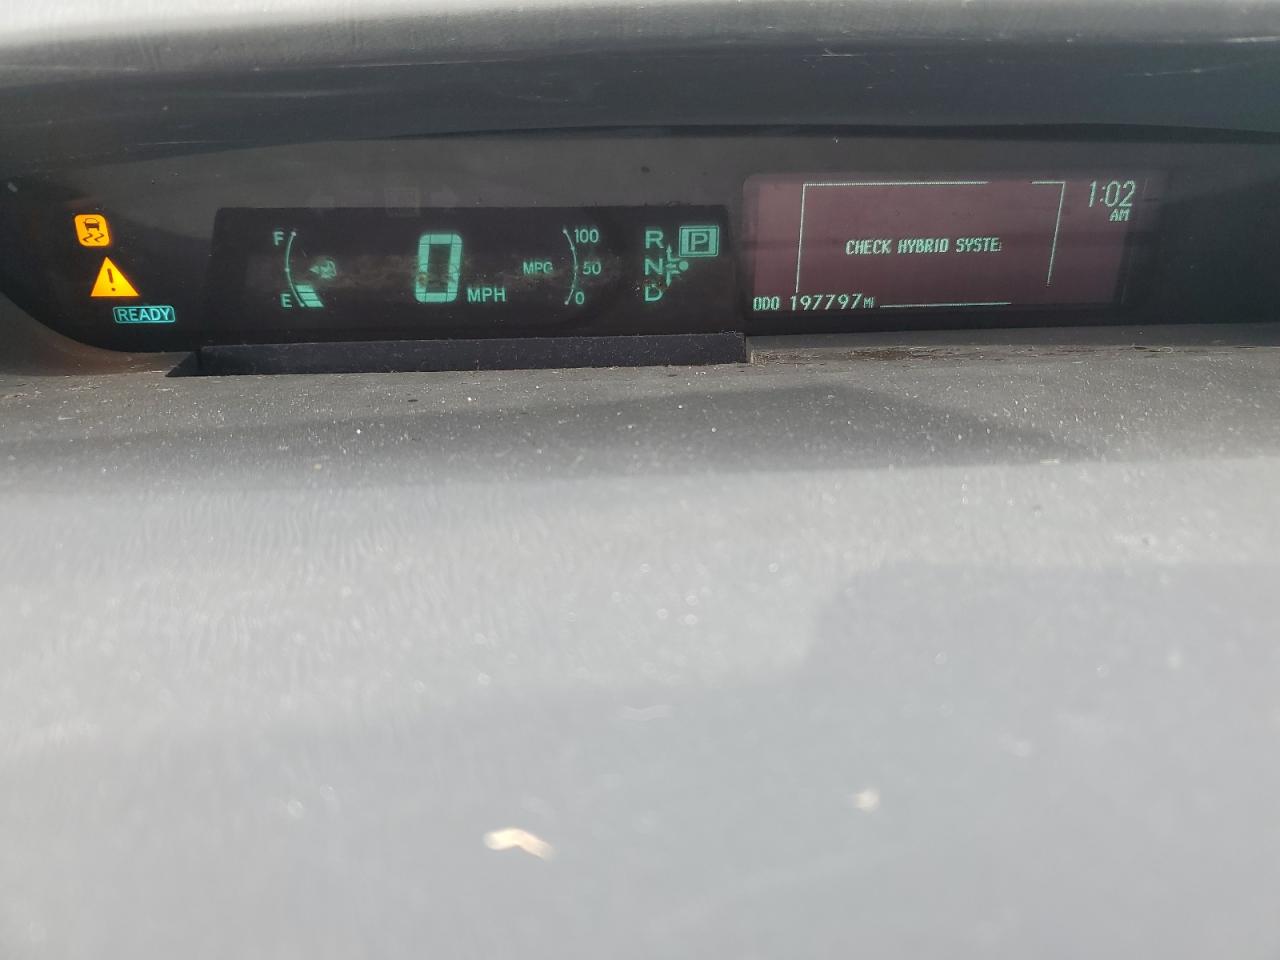 READY
F
E
0
MPH
MPG
100
50
0
R
N
D
P
CHECK HYBRID SYSTE
1:02
AM
ODO 197797 MI